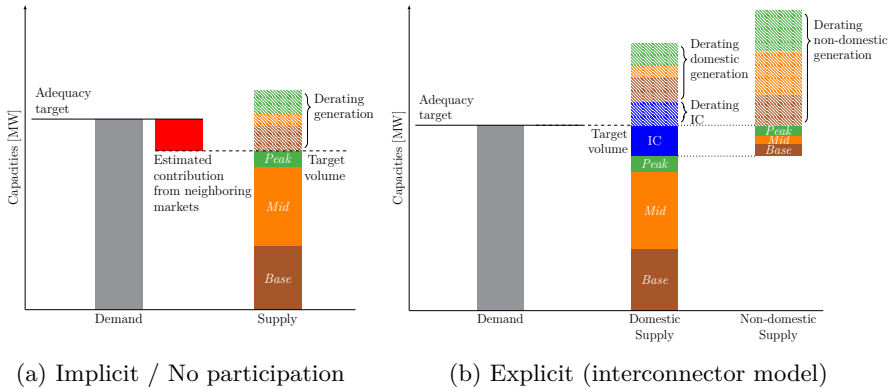 Capacities [MW]
Adequacy
target
Estimated
contribution
from neighboring
markets
Derating
generation
Target
volume
Peak
Mid
Base
Demand
Supply
(a) Implicit / No participation
Capacities [MW]
Adequacy
target
Target
volume
Derating
domestic
generation
Derating
IC
IC
Peak
Mid
Base
Derating
non-domestic
generation
Peak
Mid
Base
Demand
Domestic
Supply
Non-domestic
Supply
(b) Explicit (interconnector model)